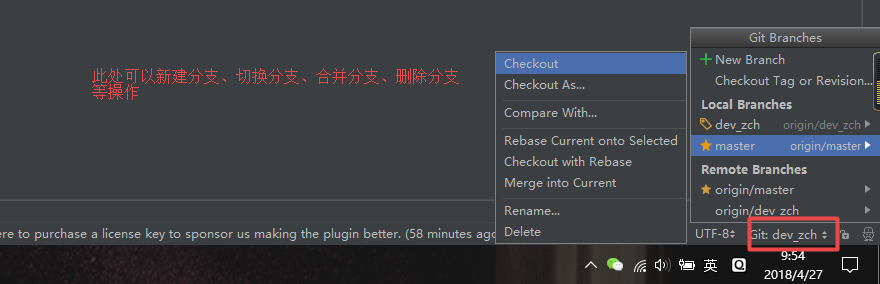 Git Branches
New Branch
Checkout Tag or Revision...
Local Branches
dev_zch origin/dev_zch
master origin/master
Remote Branches
origin/master
origin/dev_zch
Checkout
Checkout As...
Compare With...
Rebase Current onto Selected
Checkout with Rebase
Merge into Current
Rename...
Delete
此处可以新建分支、切换分支、合并分支、删除分支
等操作
ere to purchase a license key to sponsor us making the plugin better. (58 minutes ago
UTF-8 Git: dev_zch
英
9:54
2018/4/27